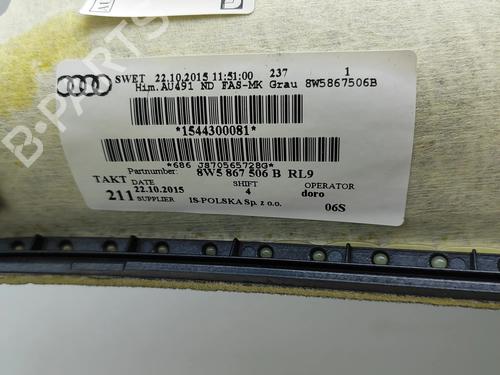 SWET 22.10.2015 11:51:00 237 1
Him.AU491 ND FAS-MK Grau 8W5867506B
*1544300081*
*686 J870565728G*
Partnumber: 8W5 867 506 B RL9
TAKT DATE SHIFT OPERATOR
22.10.2015 4 doro
211 SUPPLIER IS-POLSKA Sp. z o.o. 06S